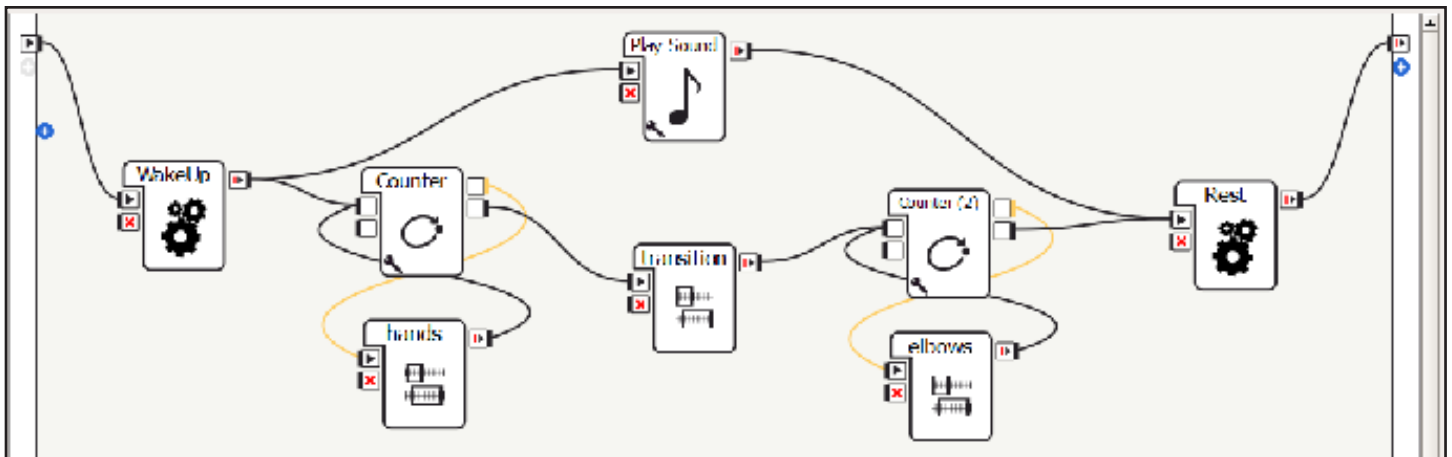 Play Sound
WakeUp
Counter
Counter (2)
Rest
transition
hands
elbows